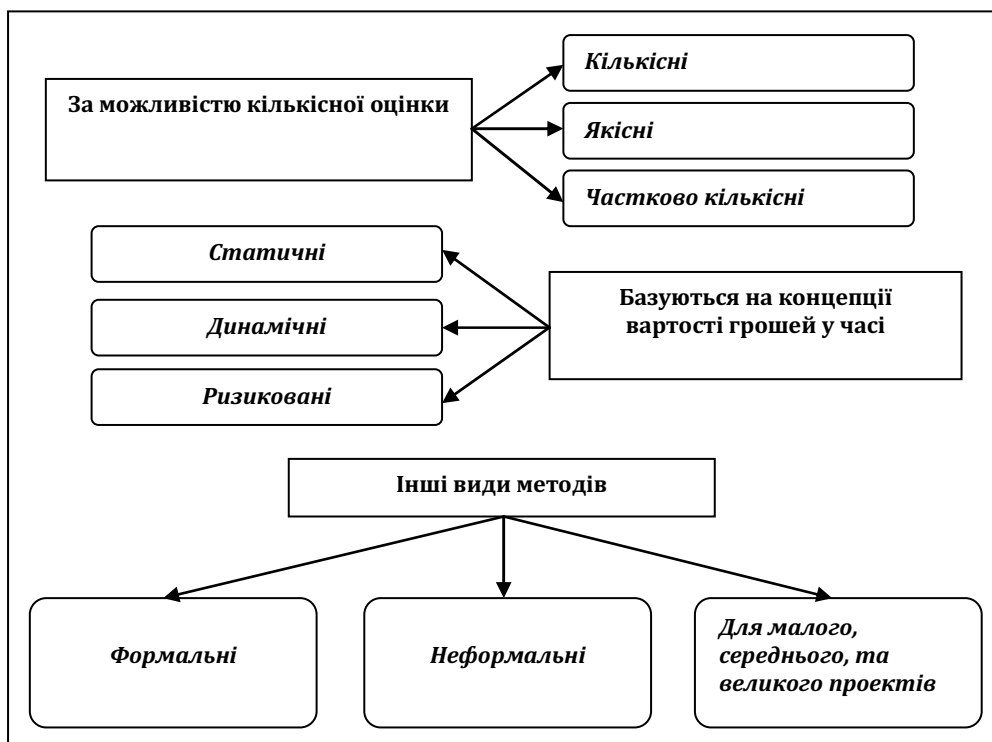 За можливістю кількісної оцінки
Кількісні
Якісні
Частково кількісні
Статичні
Динамічні
Ризиковані
Базуються на концепції
вартості грошей у часі
Інші види методів
Формальні
Неформальні
Для малого,
середнього, та
великого проектів